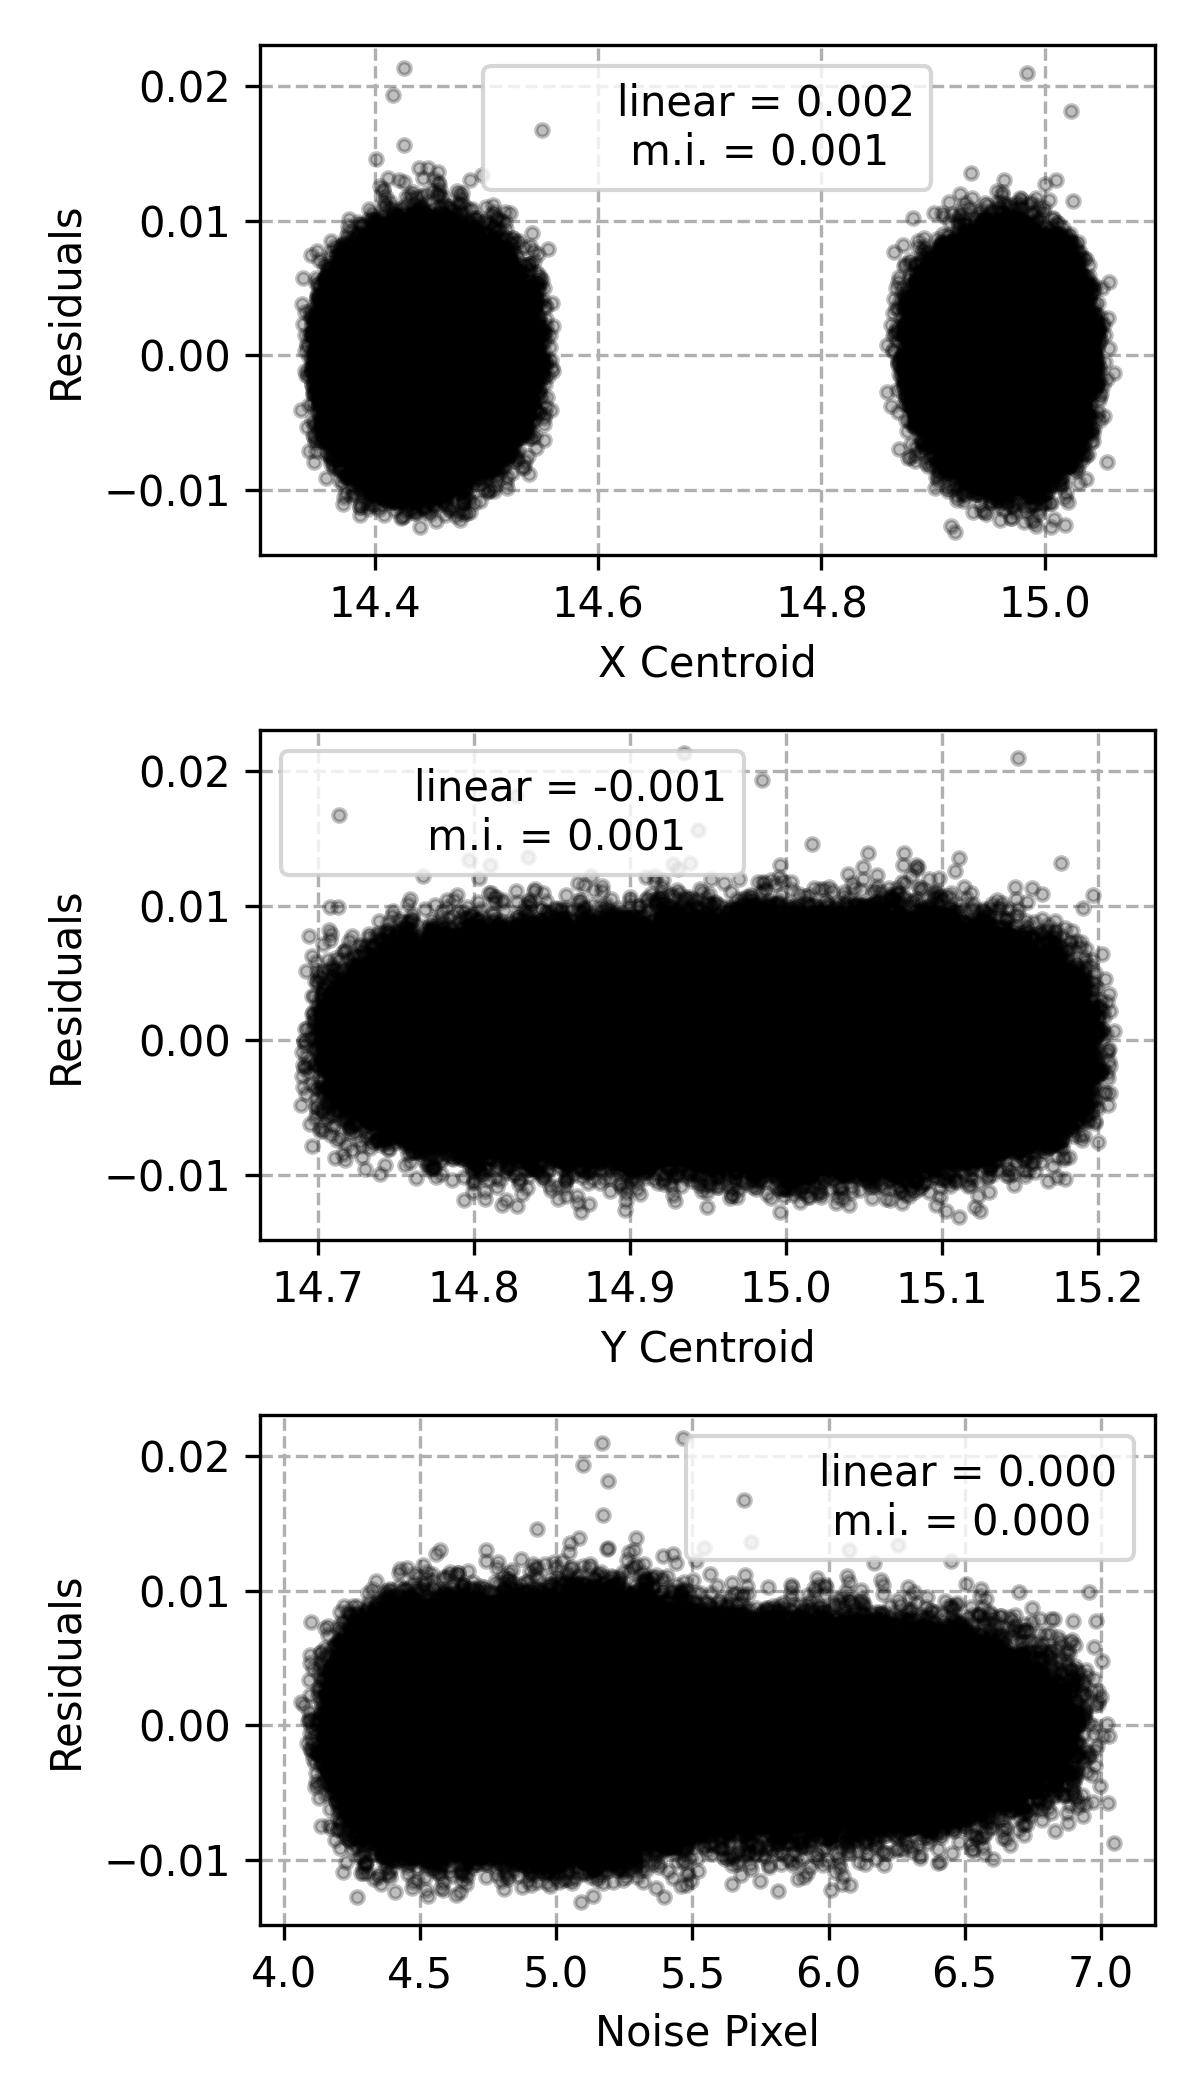 0.02
0.01
0.00
−0.01
Residuals
linear = 0.002
m.i. = 0.001
14.4 14.6 14.8 15.0
X Centroid
0.02
0.01
0.00
−0.01
Residuals
linear = -0.001
m.i. = 0.001
14.7 14.8 14.9 15.0 15.1 15.2
Y Centroid
0.02
0.01
0.00
−0.01
Residuals
linear = 0.000
m.i. = 0.000
4.0 4.5 5.0 5.5 6.0 6.5 7.0
Noise Pixel